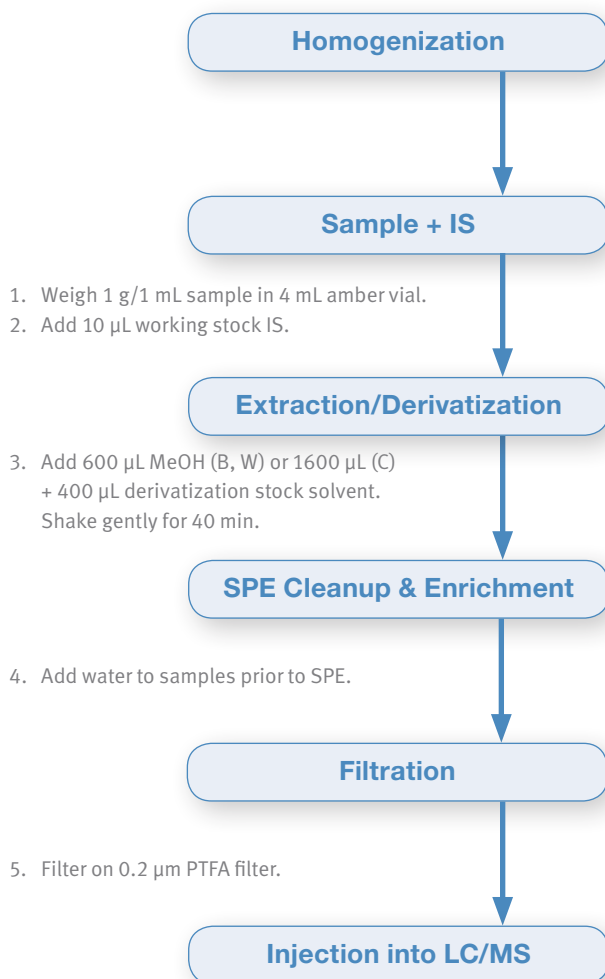 Homogenization
Sample + IS
1. Weigh 1 g/1 mL sample in 4 mL amber vial.
2. Add 10 µL working stock IS.
Extraction/Derivatization
3. Add 600 µL MeOH (B, W) or 1600 µL (C)
+ 400 µL derivatization stock solvent.
Shake gently for 40 min.
SPE Cleanup & Enrichment
4. Add water to samples prior to SPE.
Filtration
5. Filter on 0.2 µm PTFA filter.
Injection into LC/MS